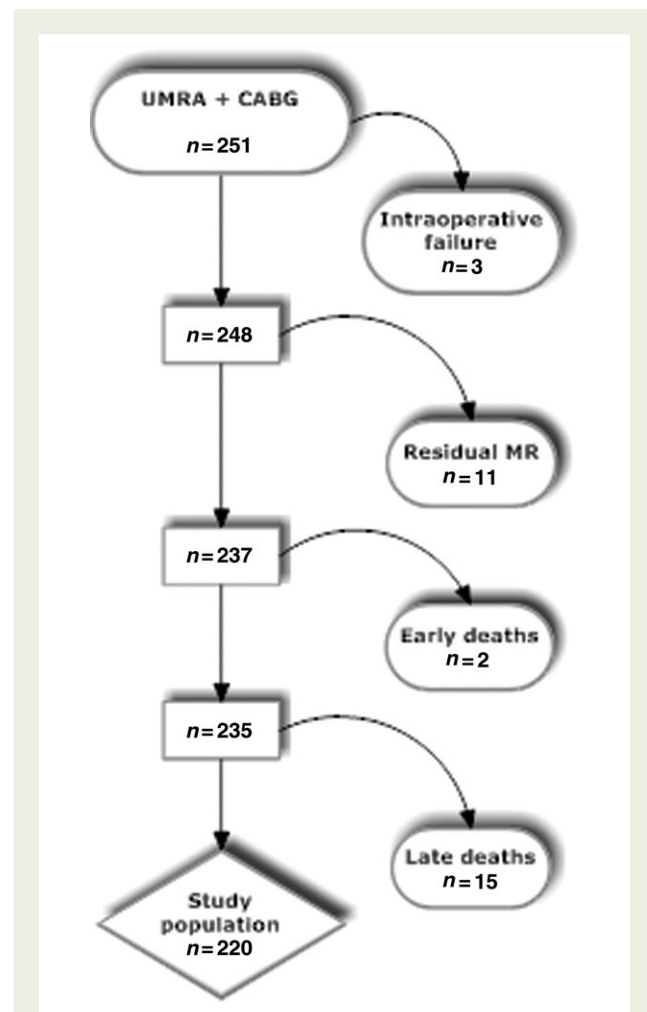 UMRA + CABG
n=251
Intraoperative
failure
n=3
n=248
Residual MR
n=11
n=237
Early deaths
n=2
n=235
Late deaths
n=15
Study
population
n=220